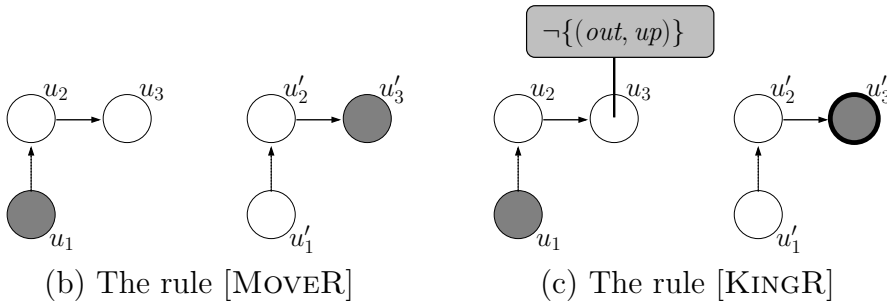 ¬{(out, up)}
u₂ u₃ u′₂ u′₃ u₂ u₃ u′₂ u′₃
u₁ u′₁ u₁ u′₁
(b) The rule [MOVER] (c) The rule [KINGR]